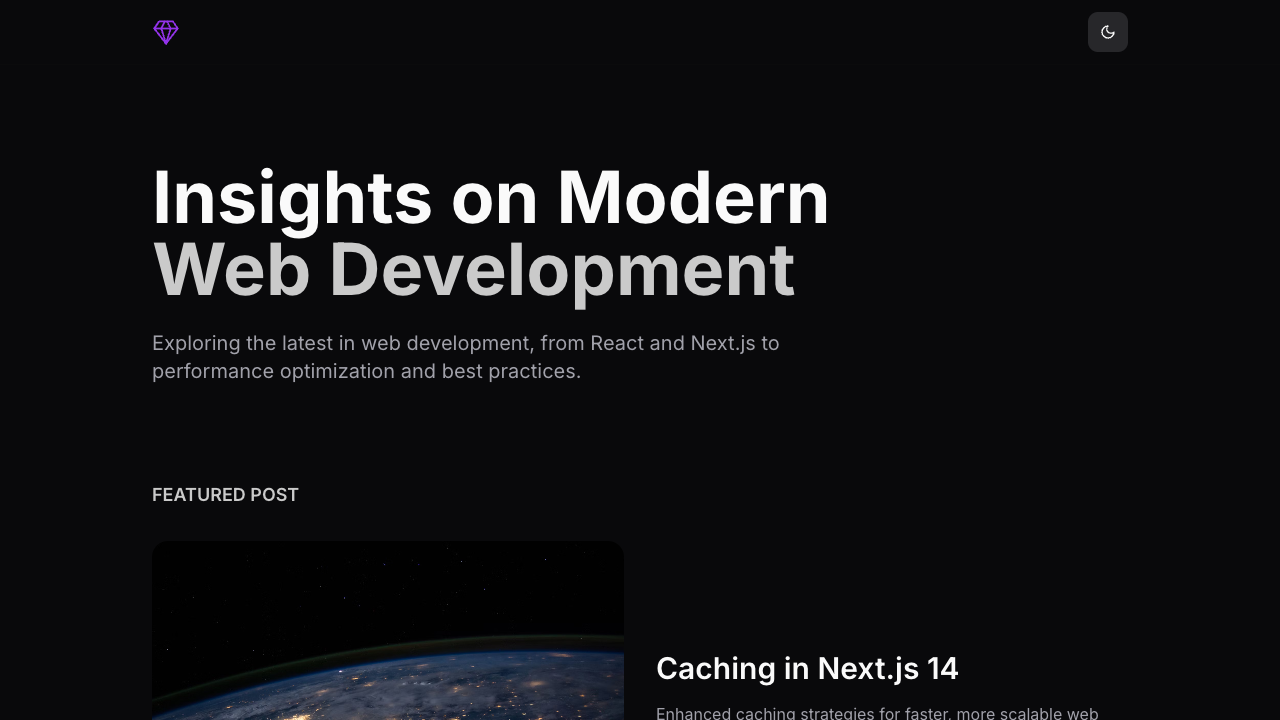 Insights on Modern
Web Development
Exploring the latest in web development, from React and Next.js to
performance optimization and best practices.
FEATURED POST
Caching in Next.js 14
Enhanced caching strategies for faster, more scalable web